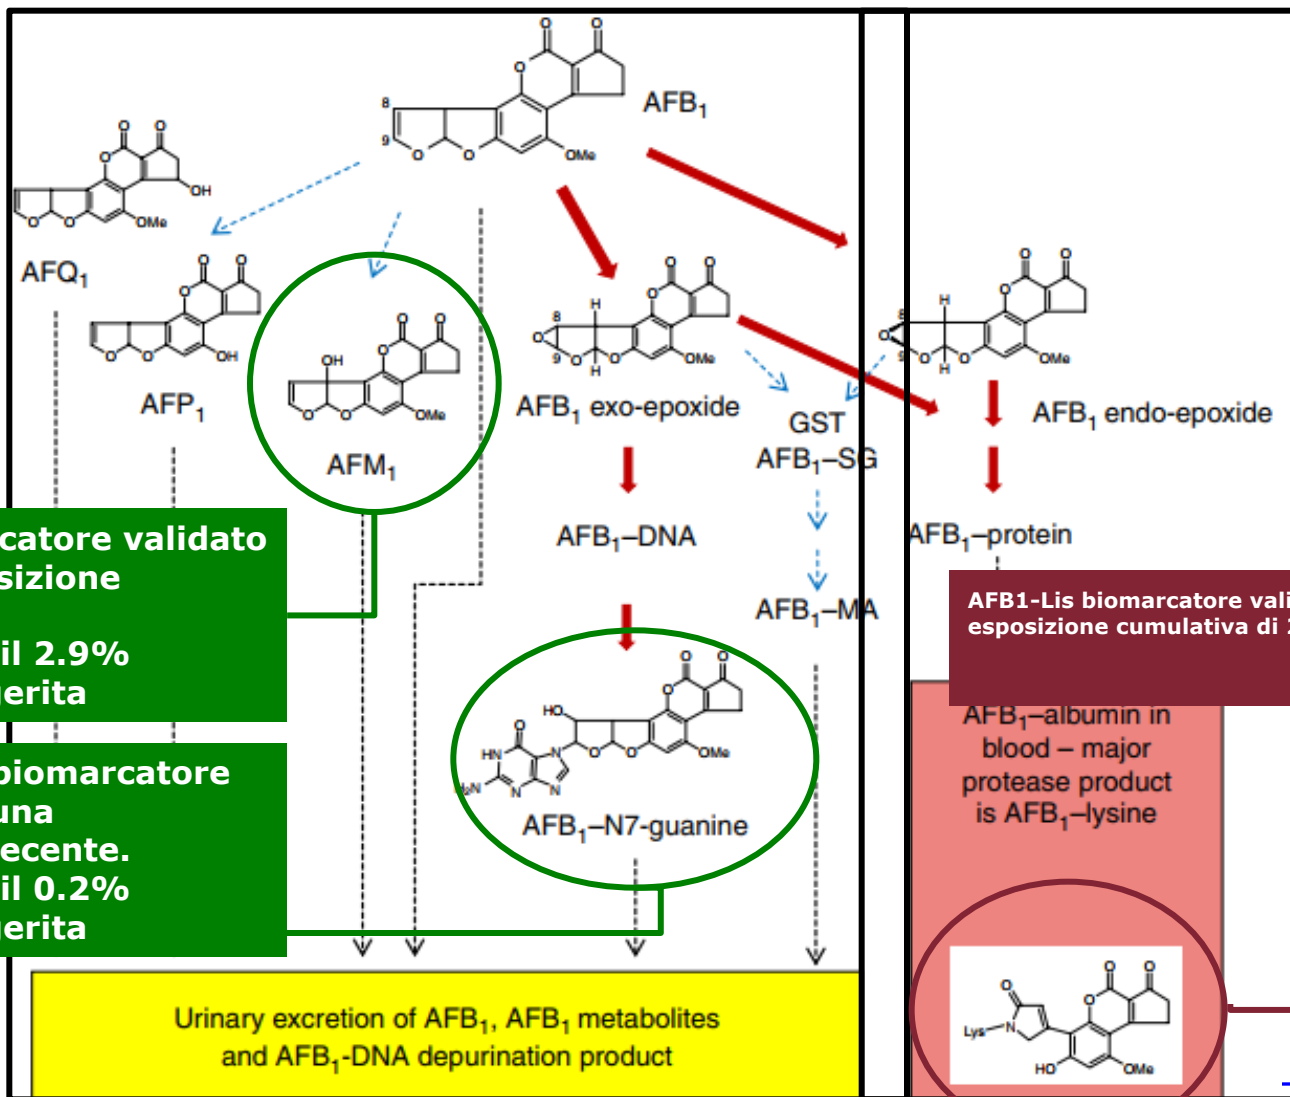 AFB₁
AFQ₁
AFP₁
AFM₁
AFB₁ exo-epoxide
GST
AFB₁–SG
AFB₁ endo-epoxide
AFB₁–DNA
AFB₁–MA
AFB₁–protein
catore validato
sizione
il 2.9%
gerita
biomarcatore
una
ecente.
il 0.2%
gerita
AFB₁–N7-guanine
AFB1-Lis biomarcatore vali
esposizione cumulativa di
AFB₁–albumin in
blood – major
protease product
is AFB₁–lysine
Urinary excretion of AFB₁, AFB₁ metabolites
and AFB₁-DNA depurination product
O O
O
8
9
O O OMe
O O
O
OH
O O OMe
O O
O
O O OH
O O
OH O
O O OMe
O O
H O
8
O
9 O O OMe
H
O O
H O
8
O
9 O O OMe
H
O O
HO O
O N O O OMe
HN N
H₂N N N
O O
O O
Lys N
HO OMe